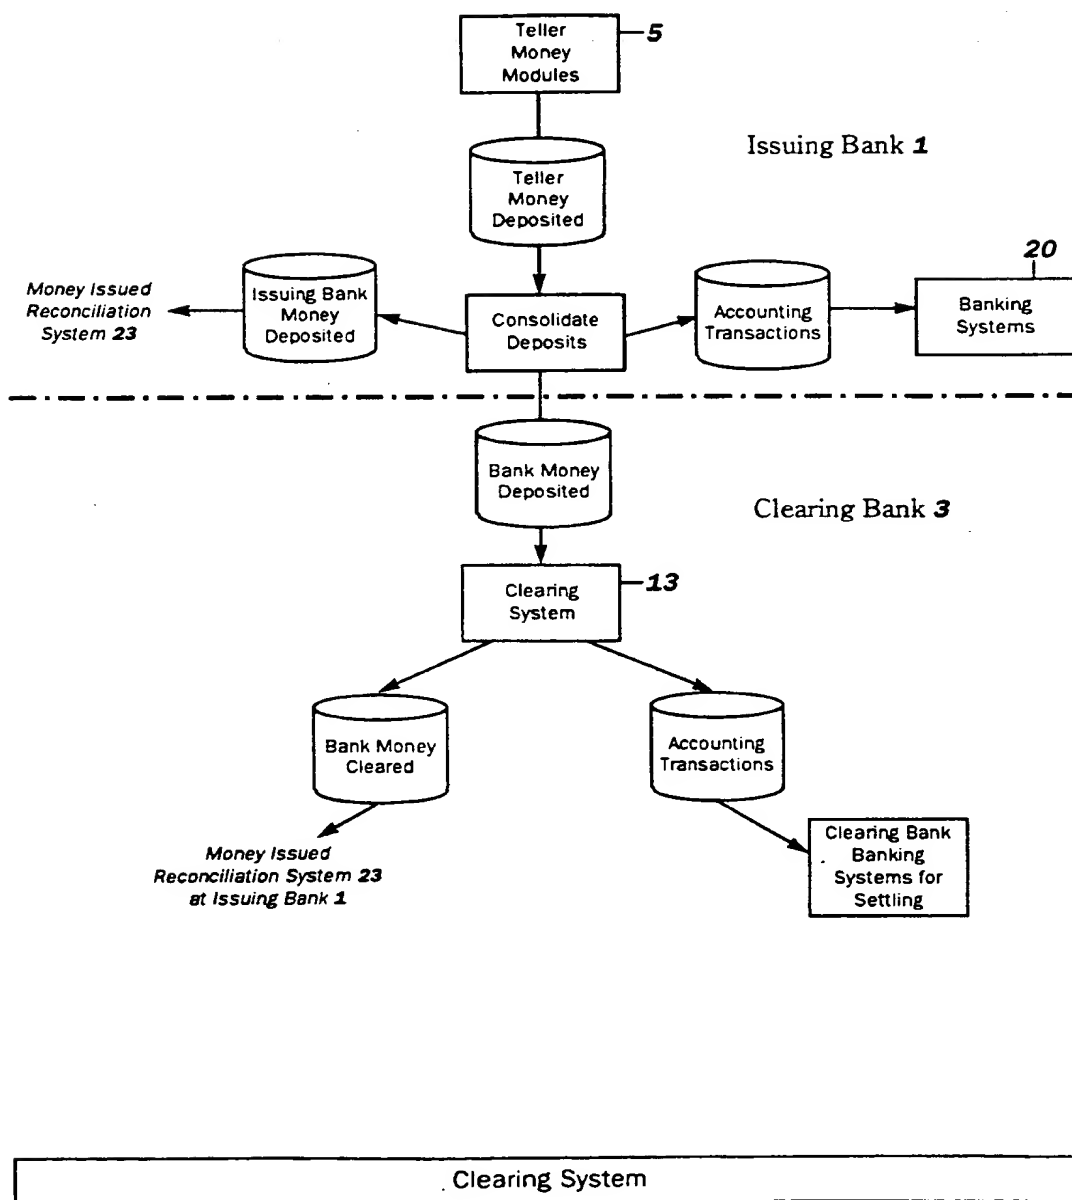 Teller
Money
Modules
5
Issuing Bank 1
Teller
Money
Deposited
20
Money Issued
Reconciliation
System 23
Issuing Bank
Money
Deposited
Consolidate
Deposits
Accounting
Transactions
Banking
Systems
Bank Money
Deposited
Clearing Bank 3
Clearing
System
13
Bank Money
Cleared
Accounting
Transactions
Money Issued
Reconciliation System 23
at Issuing Bank 1
Clearing Bank
Banking
Systems for
Settling
Clearing System